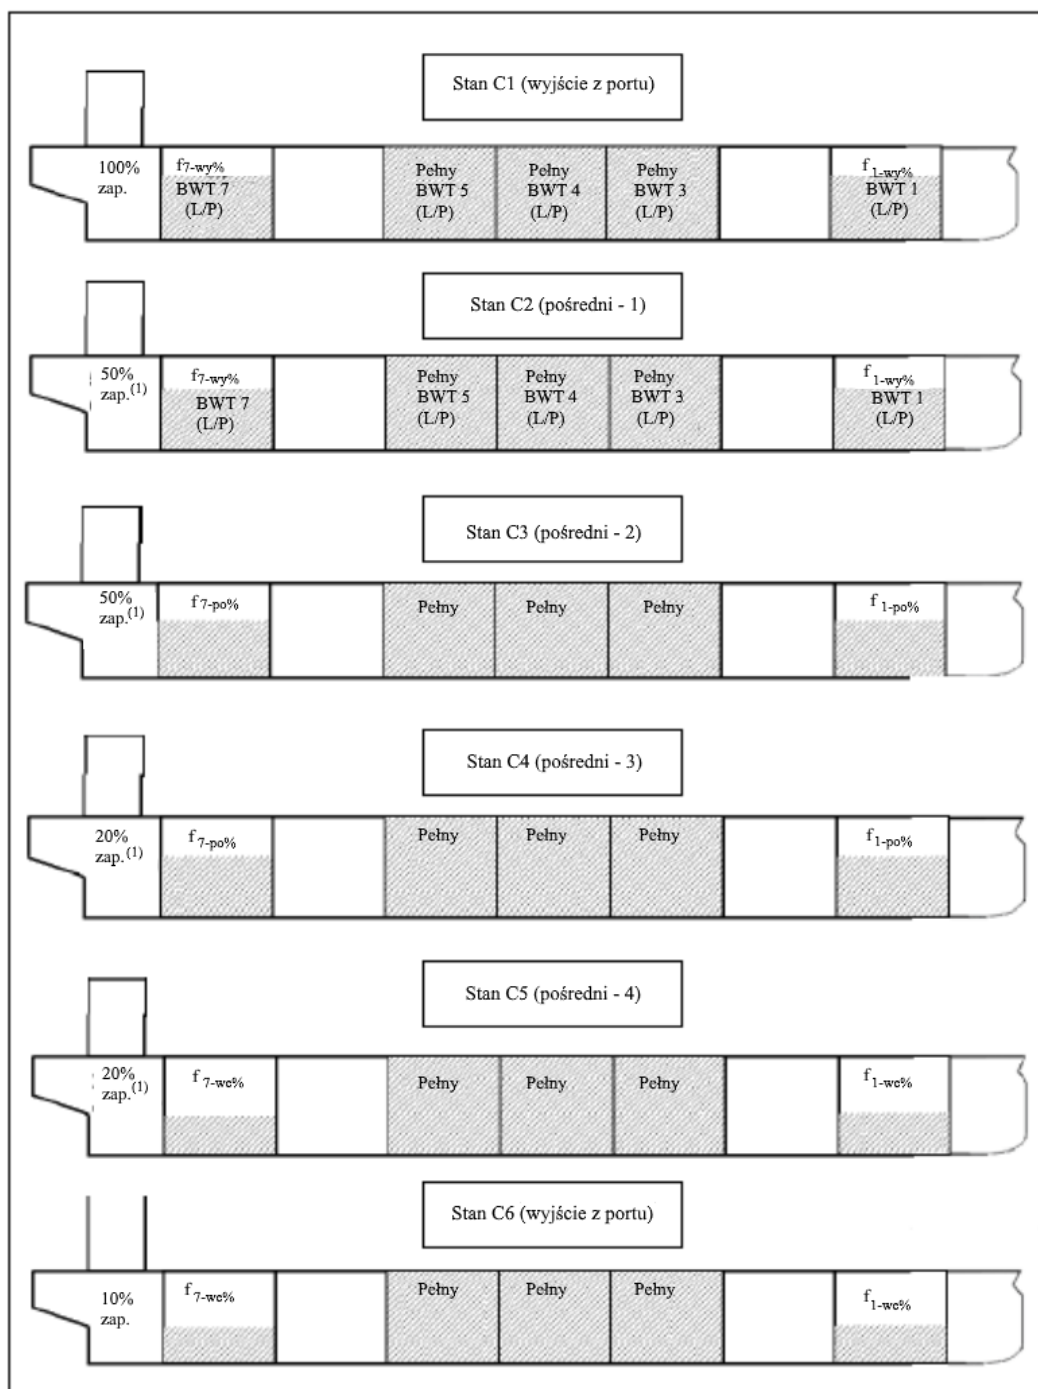 Stan C1 (wyjście z portu)
100%
zap.
f7-wy%
BWT 7
(L/P)
Pełny
BWT 5
(L/P)
Pełny
BWT 4
(L/P)
Pełny
BWT 3
(L/P)
f1-wy%
BWT 1
(L/P)
Stan C2 (pośredni - 1)
50%
zap.(1)
f7-wy%
BWT 7
(L/P)
Pełny
BWT 5
(L/P)
Pełny
BWT 4
(L/P)
Pełny
BWT 3
(L/P)
f1-wy%
BWT 1
(L/P)
Stan C3 (pośredni - 2)
50%
zap.(1)
f7-po%
Pełny
Pełny
Pełny
f1-po%
Stan C4 (pośredni - 3)
20%
zap.(1)
f7-po%
Pełny
Pełny
Pełny
f1-po%
Stan C5 (pośredni - 4)
20%
zap.(1)
f7-we%
Pełny
Pełny
Pełny
f1-we%
Stan C6 (wyjście z portu)
10%
zap.
f7-we%
Pełny
Pełny
Pełny
f1-we%